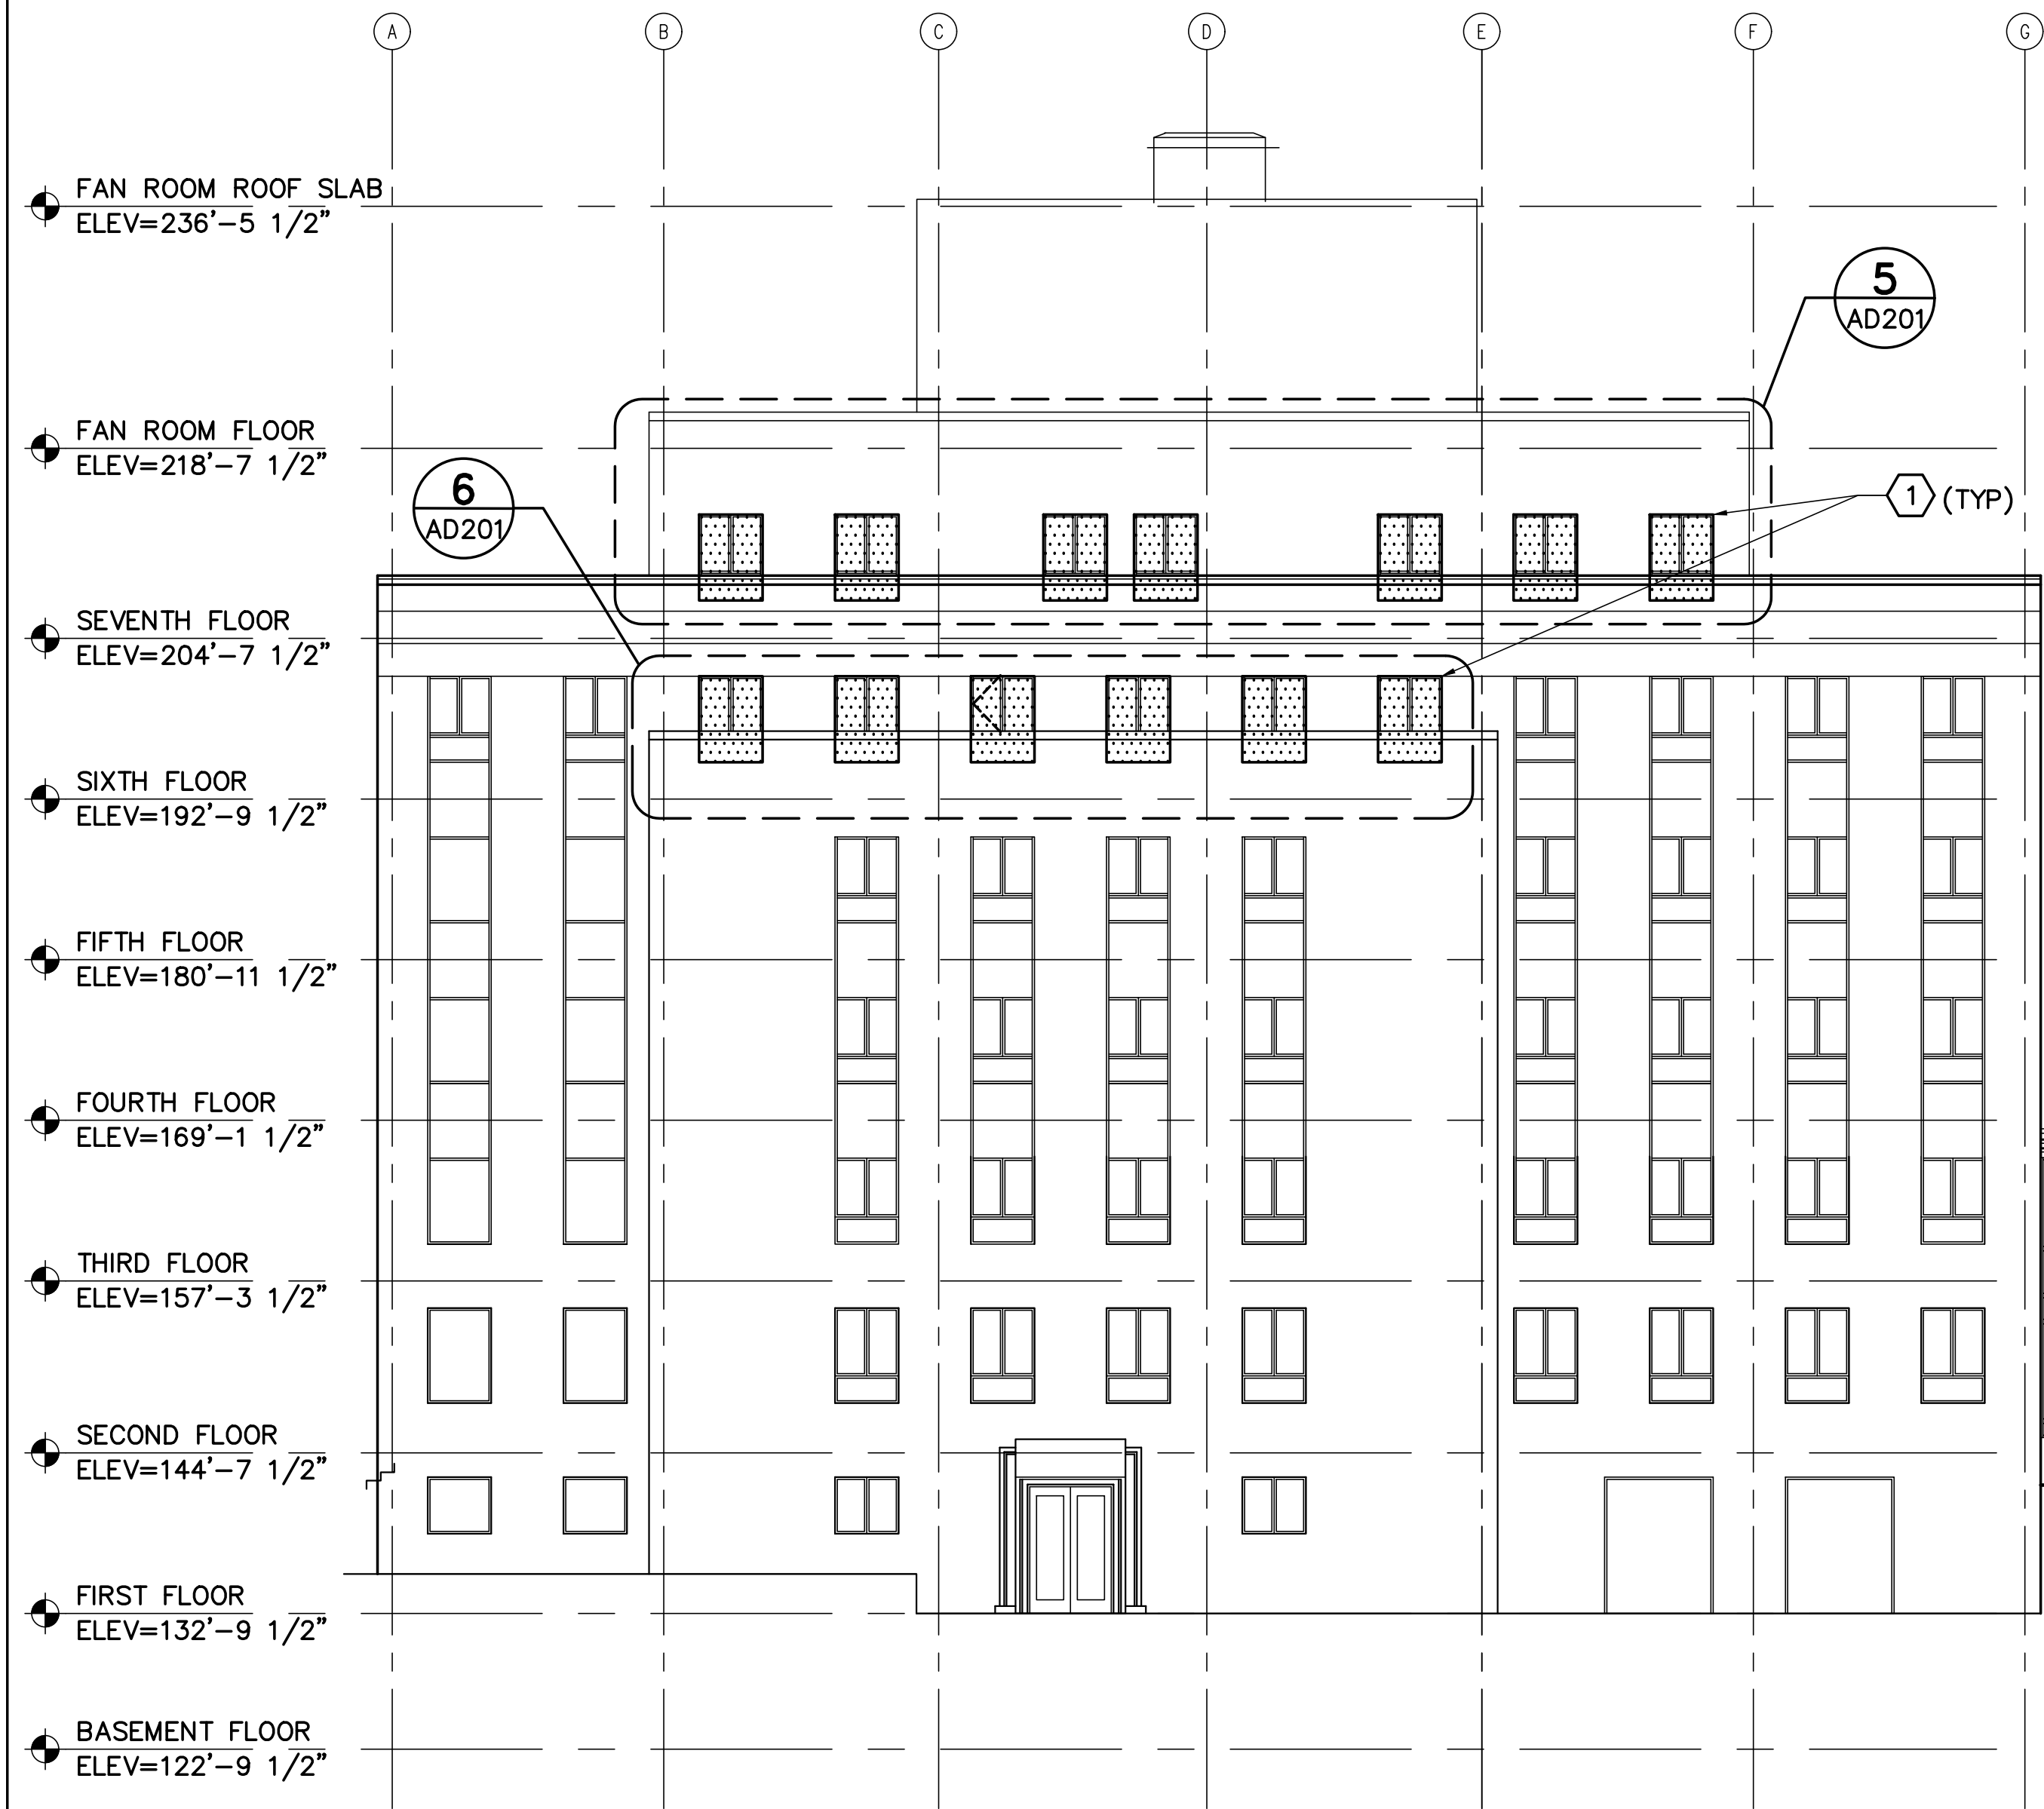 A B C D E F G
FAN ROOM ROOF SLAB
ELEV=236'-5 1/2"
5
AD201
FAN ROOM FLOOR
ELEV=218'-7 1/2"
6
AD201
1 (TYP)
SEVENTH FLOOR
ELEV=204'-7 1/2"
SIXTH FLOOR
ELEV=192'-9 1/2"
FIFTH FLOOR
ELEV=180'-11 1/2"
FOURTH FLOOR
ELEV=169'-1 1/2"
THIRD FLOOR
ELEV=157'-3 1/2"
SECOND FLOOR
ELEV=144'-7 1/2"
FIRST FLOOR
ELEV=132'-9 1/2"
BASEMENT FLOOR
ELEV=122'-9 1/2"